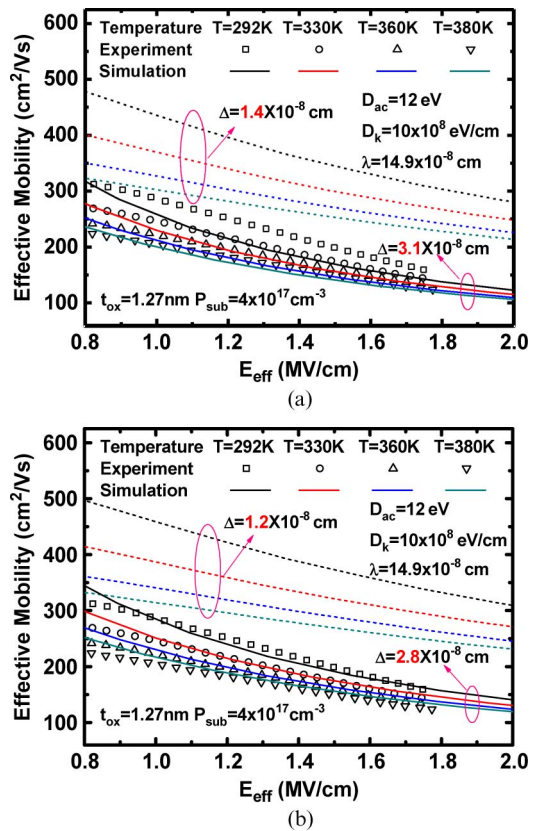 600
500
400
300
200
100
Effective Mobility (cm²/Vs)
Temperature T=292K T=330K T=360K T=380K
Experiment
Simulation
Δ=1.4X10⁻⁸ cm
D_ac=12 eV
D_k=10x10⁸ eV/cm
λ=14.9x10⁻⁸ cm
Δ=3.1X10⁻⁸ cm
t_ox=1.27nm P_sub=4x10¹⁷cm⁻³
0.8 1.0 1.2 1.4 1.6 1.8 2.0
E_eff (MV/cm)
(a)
600
500
400
300
200
100
Effective Mobility (cm²/Vs)
Temperature T=292K T=330K T=360K T=380K
Experiment
Simulation
Δ=1.2X10⁻⁸ cm
D_ac=12 eV
D_k=10x10⁸ eV/cm
λ=14.9x10⁻⁸ cm
Δ=2.8X10⁻⁸ cm
t_ox=1.27nm P_sub=4x10¹⁷cm⁻³
0.8 1.0 1.2 1.4 1.6 1.8 2.0
E_eff (MV/cm)
(b)